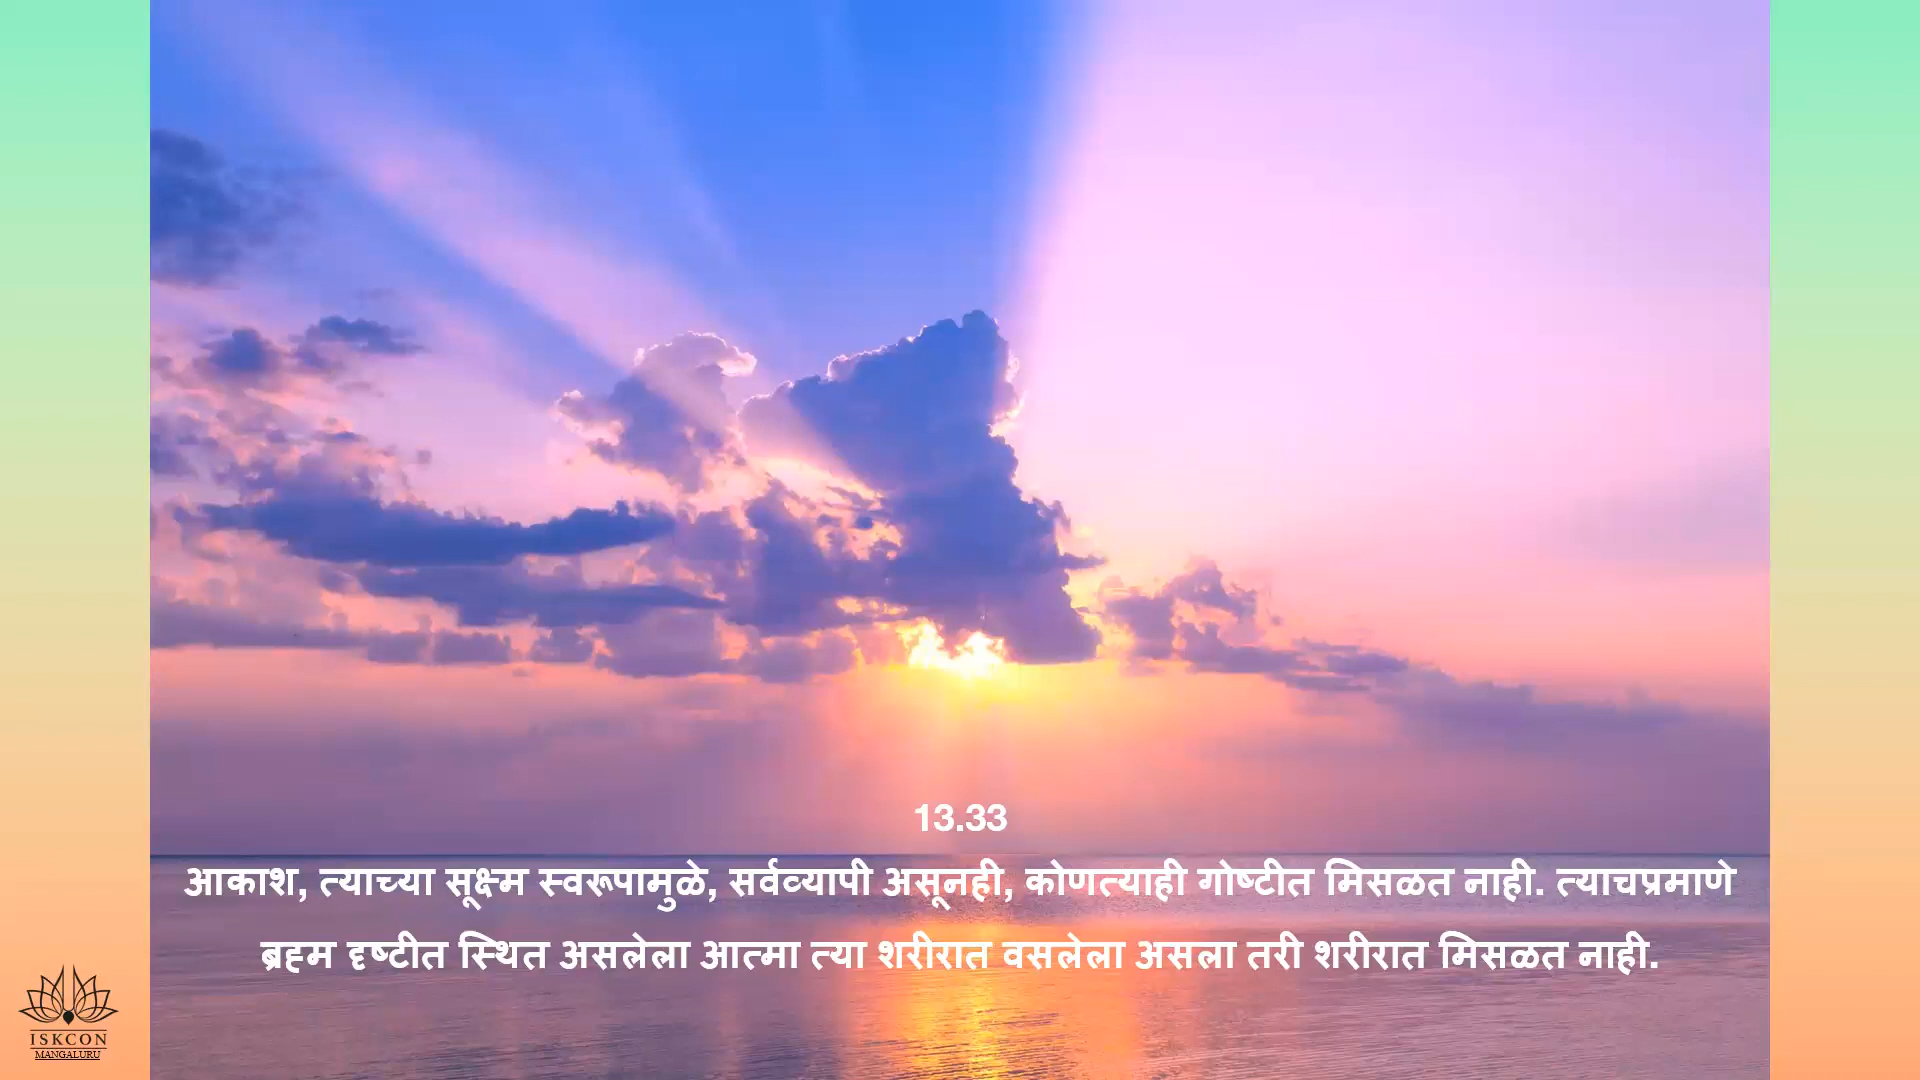 13.33
आकाश, त्याच्या सूक्ष्म स्वरूपामुळे, सर्वव्यापी असूनही, कोणत्याही गोष्टीत मिसळत नाही. त्याचप्रमाणे
ब्रह्म दृष्टीत स्थित असलेला आत्मा त्या शरीरात वसलेला असला तरी शरीरात मिसळत नाही.
ISKCON
MANGALURU